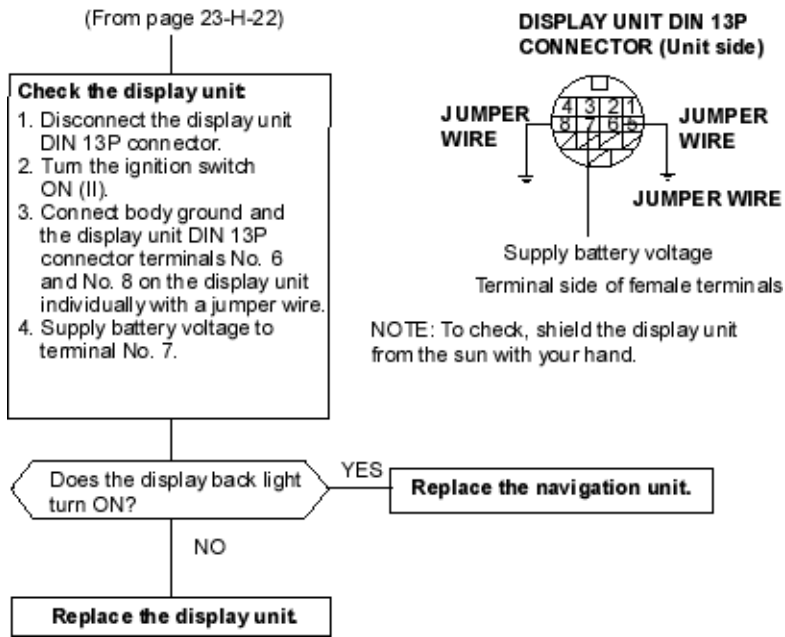 (From page 23-H-22)
Check the display unit:
1. Disconnect the display unit
DIN 13P connector.
2. Turn the ignition switch
ON (II).
3. Connect body ground and
the display unit DIN 13P
connector terminals No. 6
and No. 8 on the display unit
individually with a jumper wire.
4. Supply battery voltage to
terminal No. 7.
Does the display back light
turn ON?
YES
Replace the navigation unit.
NO
Replace the display unit.
DISPLAY UNIT DIN 13P
CONNECTOR (Unit side)
4 3 2 1
8 7 6 5
JUMPER
WIRE
JUMPER
WIRE
JUMPER WIRE
Supply battery voltage
Terminal side of female terminals
NOTE: To check, shield the display unit
from the sun with your hand.